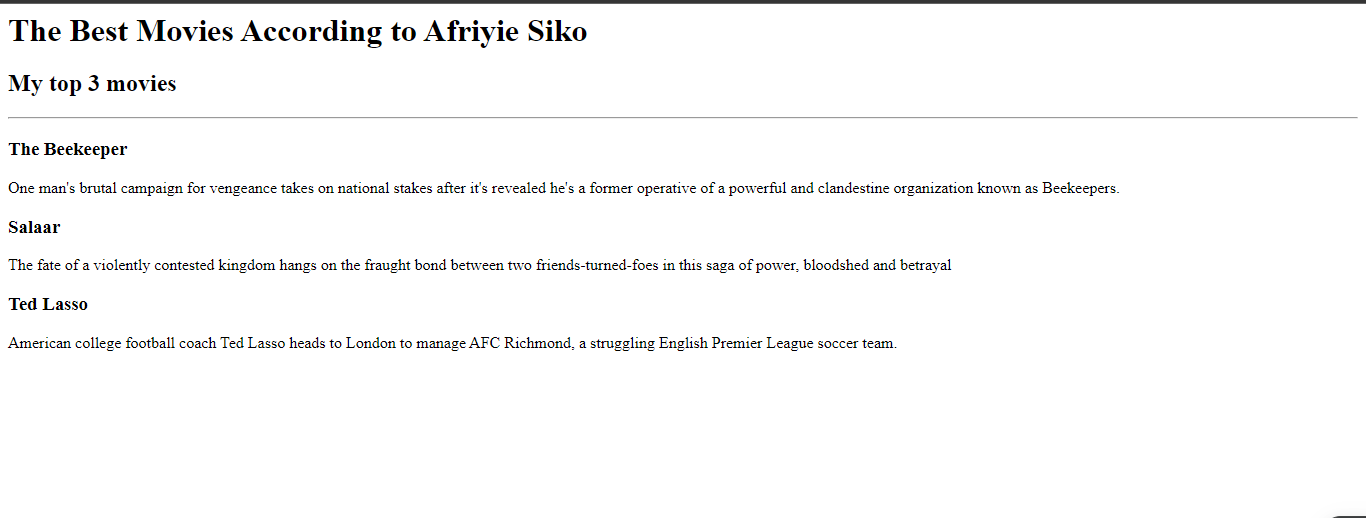 The Best Movies According to Afriyie Siko
My top 3 movies
The Beekeeper
One man's brutal campaign for vengeance takes on national stakes after it's revealed he's a former operative of a powerful and clandestine organization known as Beekeepers.
Salaar
The fate of a violently contested kingdom hangs on the fraught bond between two friends-turned-foes in this saga of power, bloodshed and betrayal
Ted Lasso
American college football coach Ted Lasso heads to London to manage AFC Richmond, a struggling English Premier League soccer team.